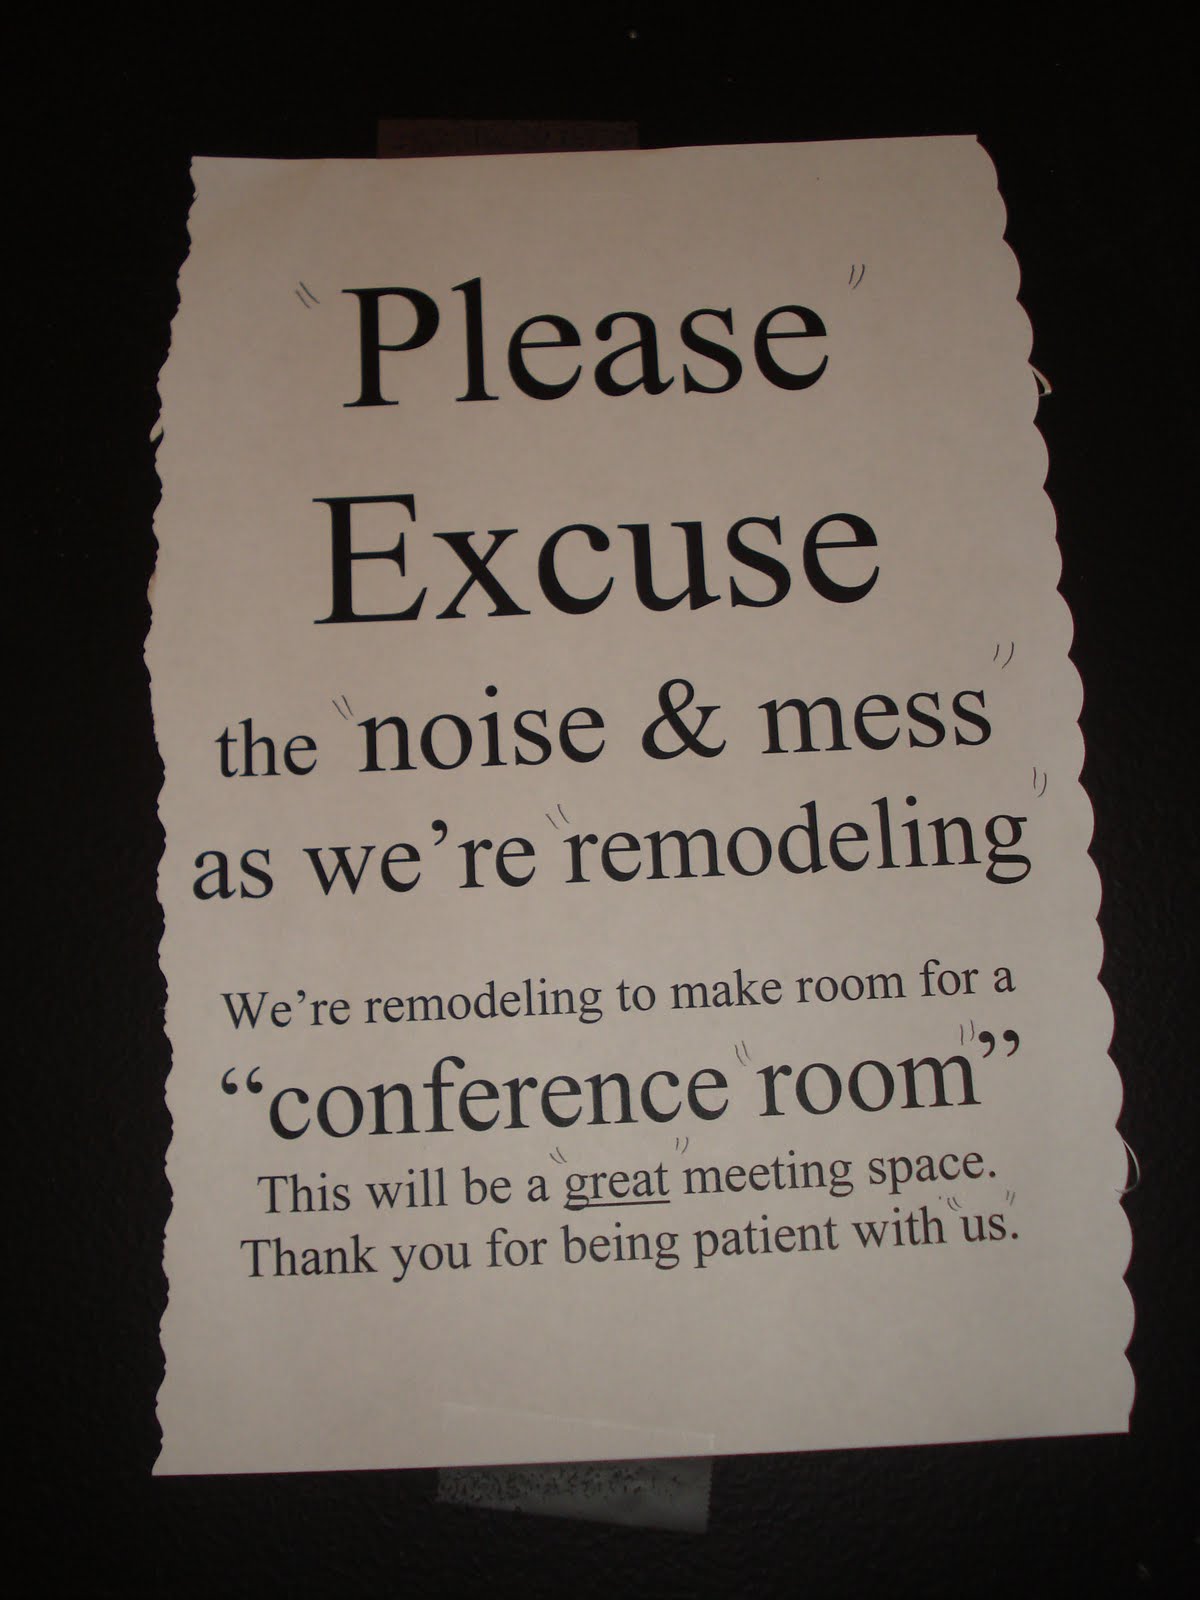 "Please"
Excuse
the "noise & mess"
as we're "remodeling"
We're remodeling to make room for a
“conference "room"”
This will be a "great" meeting space.
Thank you for being patient with "us."